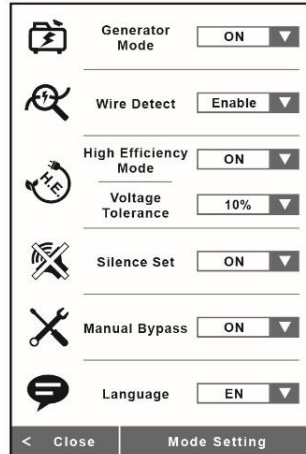 Generator
Mode
ON
Wire Detect
Enable
High Efficiency
Mode
ON
H.E.
Voltage
Tolerance
10%
Silence Set
ON
Manual Bypass
ON
Language
EN
< Close
Mode Setting